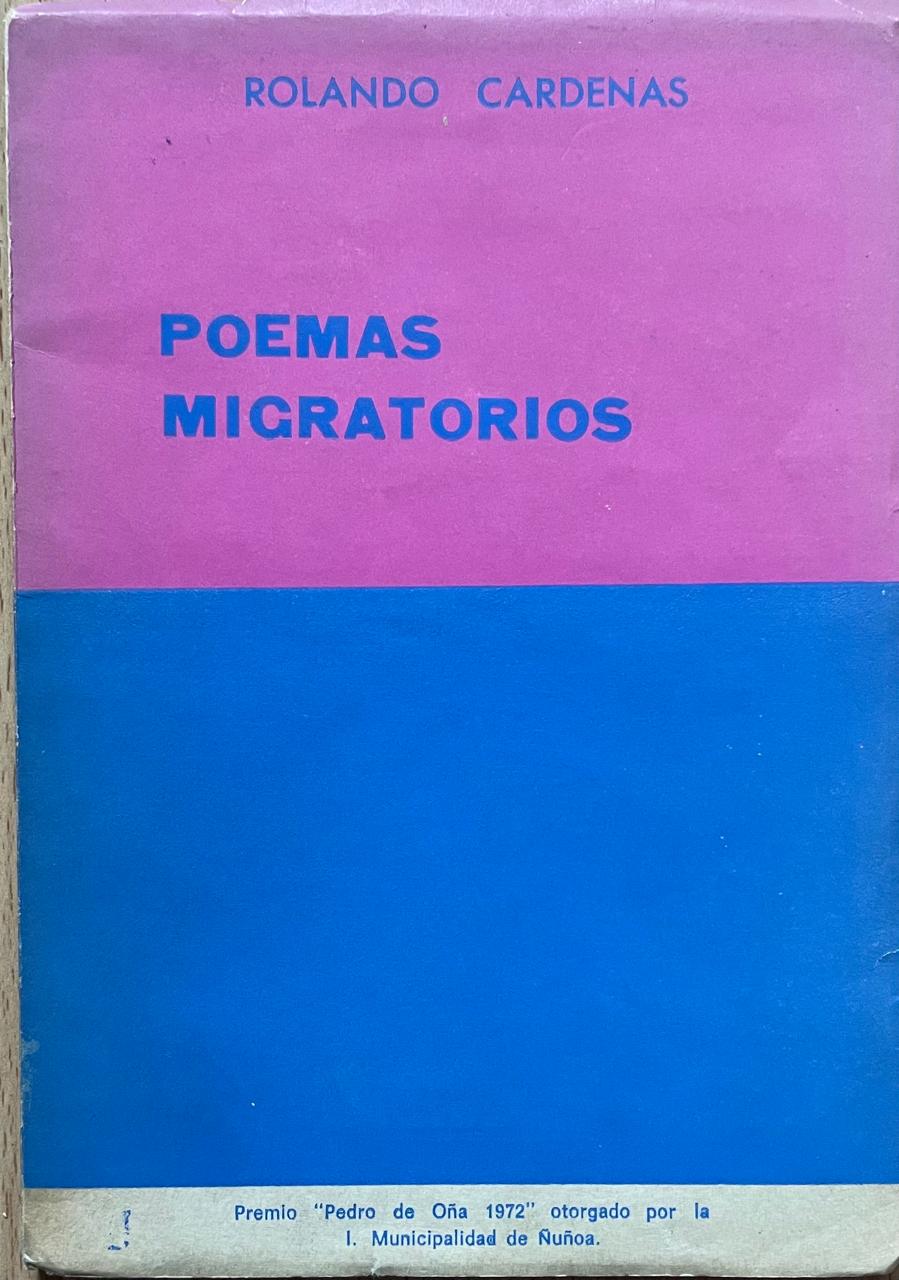 ROLANDO CARDENAS
POEMAS
MIGRATORIOS
Premio "Pedro de Oña 1972" otorgado por la
I. Municipalidad de Ñuñoa.